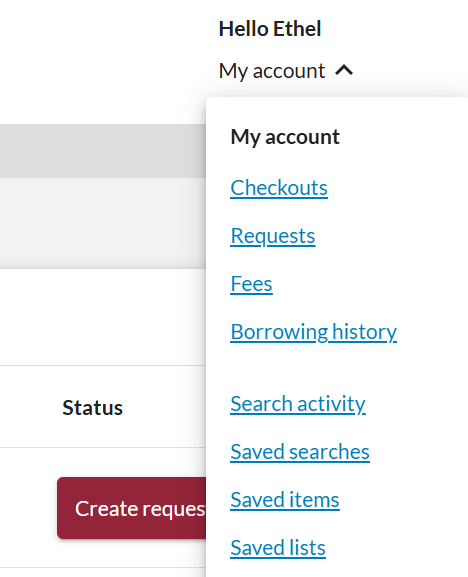 Hello Ethel
My account
My account
Checkouts
Requests
Fees
Borrowing history
Search activity
Saved searches
Saved items
Saved lists
Status
Create